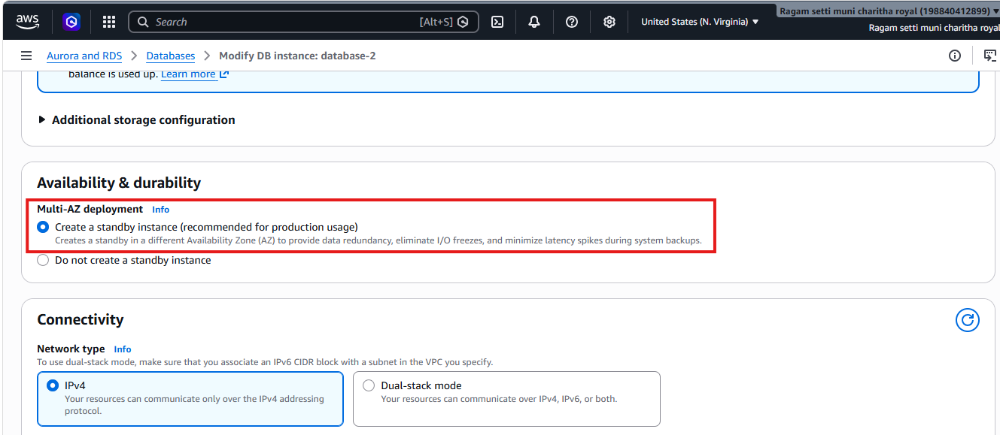 aws
Search [Alt+S]
United States (N. Virginia) ▼
Ragam setti muni charitha royal (198840412899) ▼
Ragam setti muni charitha royal
Aurora and RDS > Databases > Modify DB instance: database-2
balance is used up. Learn more
Additional storage configuration
Availability & durability
Multi-AZ deployment Info
Create a standby instance (recommended for production usage)
Creates a standby in a different Availability Zone (AZ) to provide data redundancy, eliminate I/O freezes, and minimize latency spikes during system backups.
Do not create a standby instance
Connectivity
Network type Info
To use dual-stack mode, make sure that you associate an IPv6 CIDR block with a subnet in the VPC you specify.
IPv4
Your resources can communicate only over the IPv4 addressing
protocol.
Dual-stack mode
Your resources can communicate over IPv4, IPv6, or both.